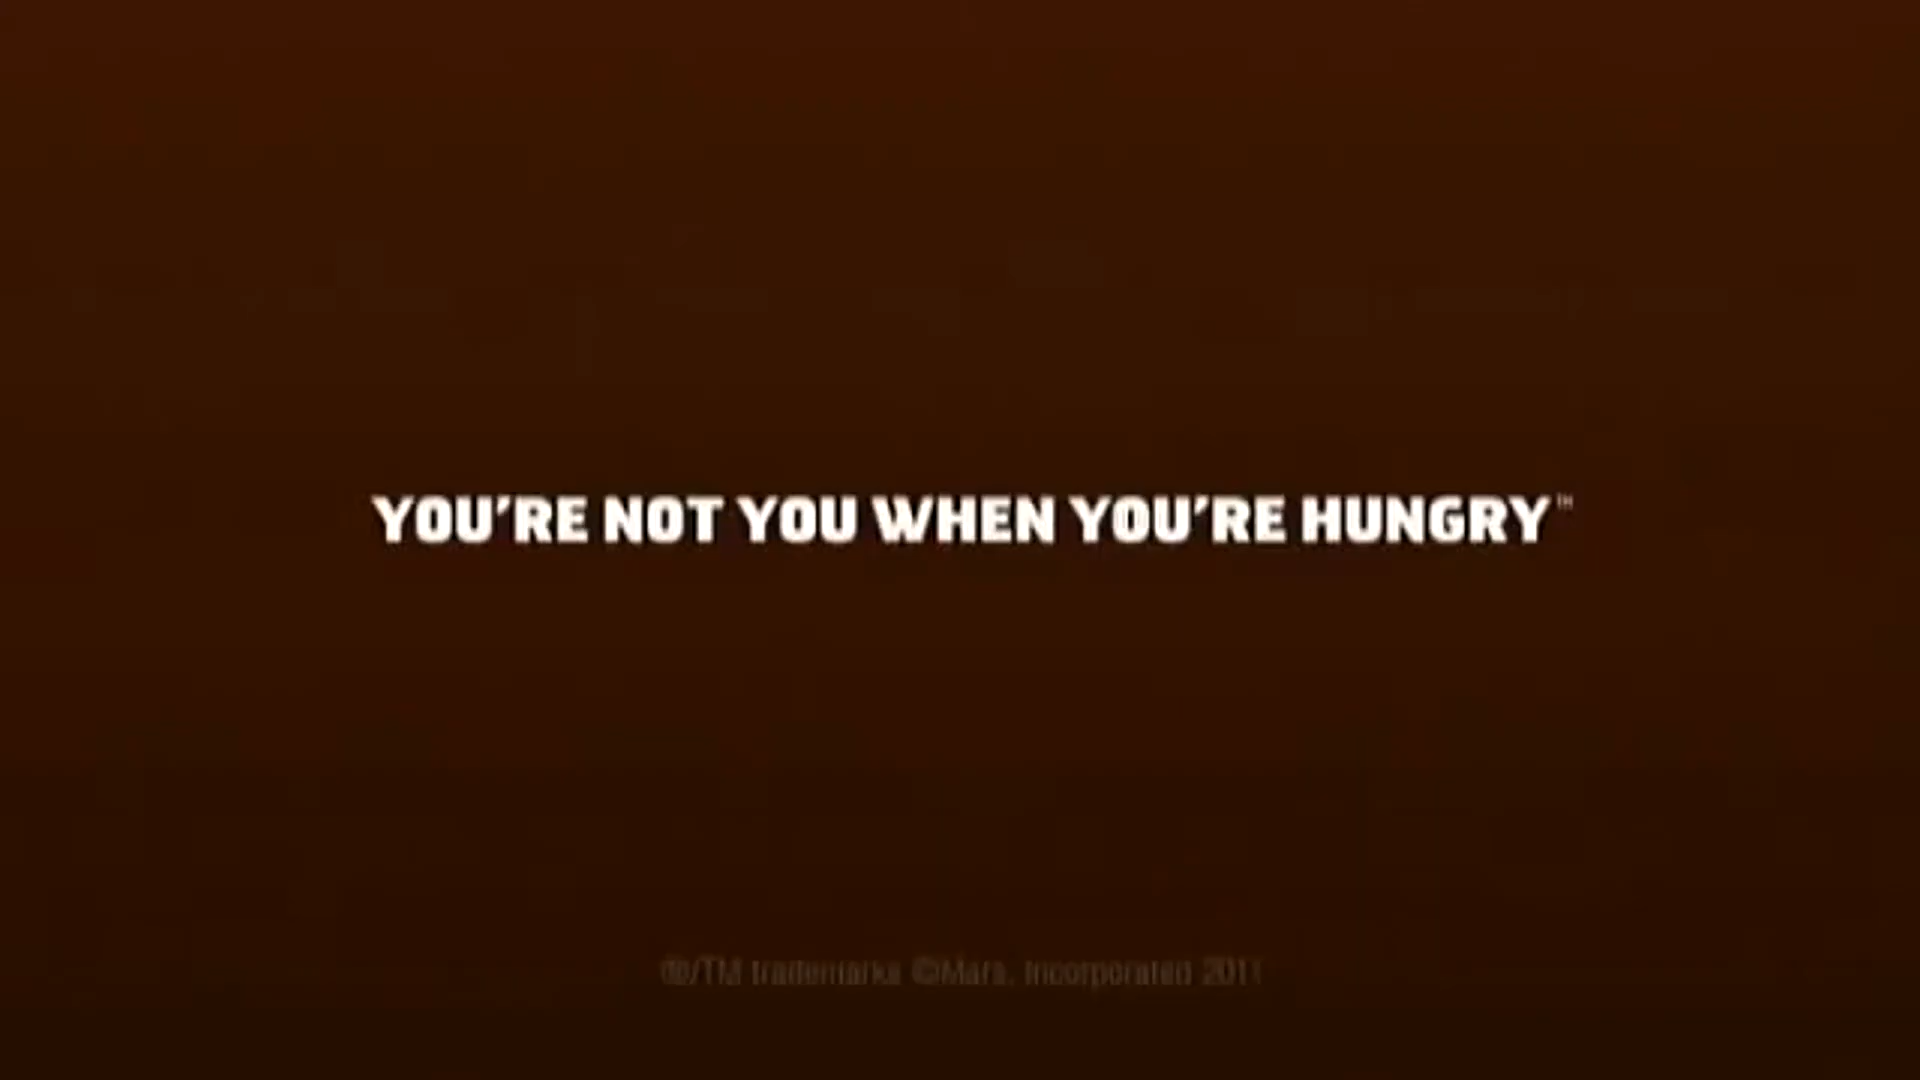 YOU'RE NOT YOU WHEN YOU'RE HUNGRY™
®/TM trademarks ©Mars, Incorporated 2011